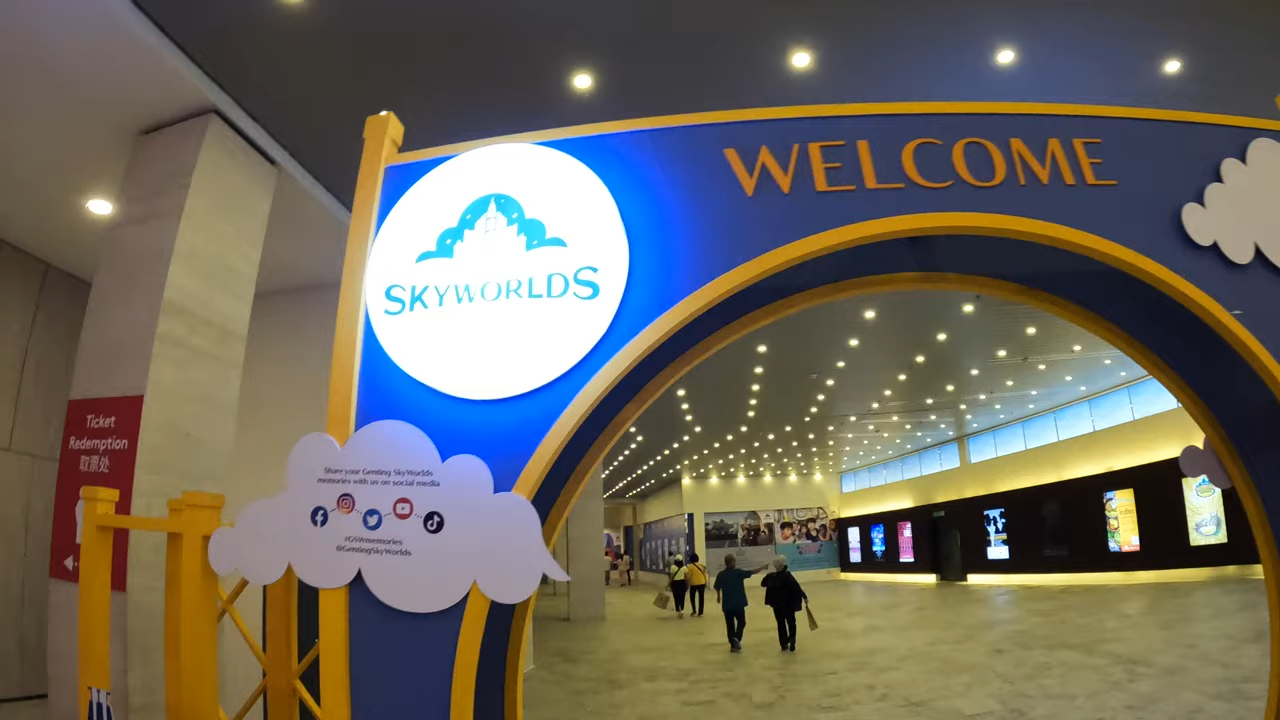 WELCOME
SKYWORLDS
Ticket
Redemption
取票处
Share your Genting SkyWorlds
memories with us on social media
#GSWmemories
@GentingSkyWorlds